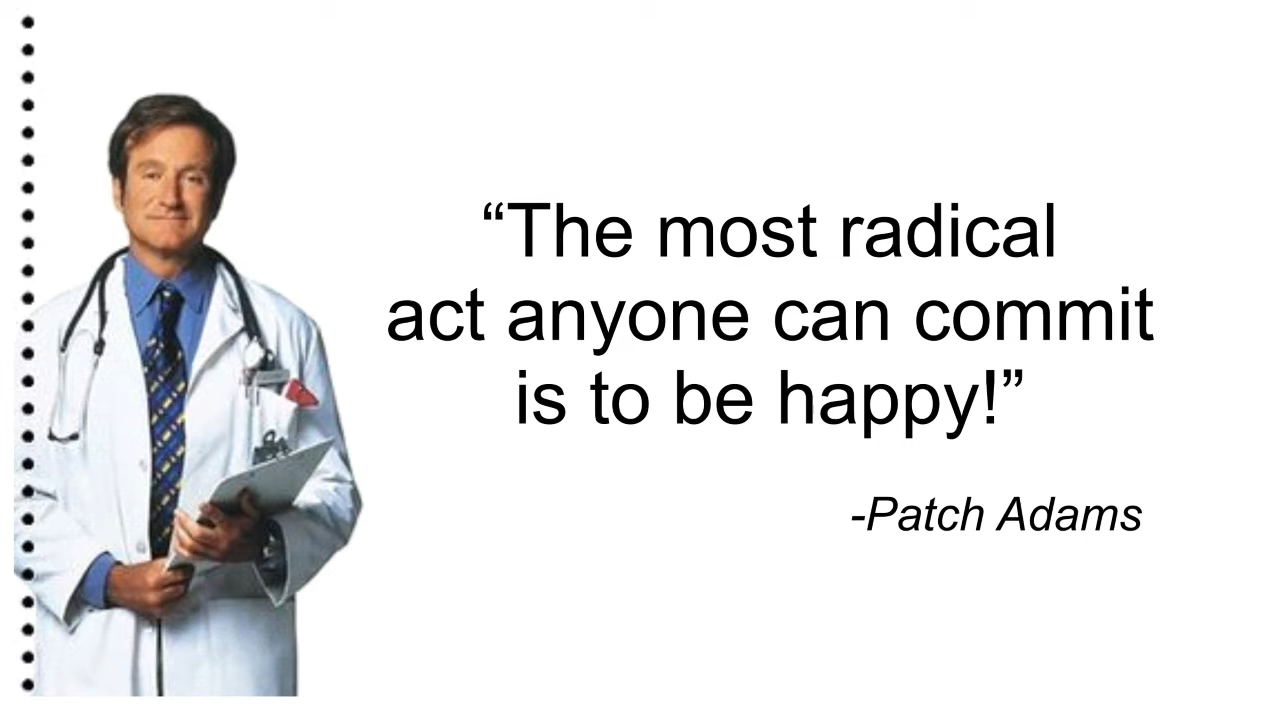 “The most radical
act anyone can commit
is to be happy!”
-Patch Adams